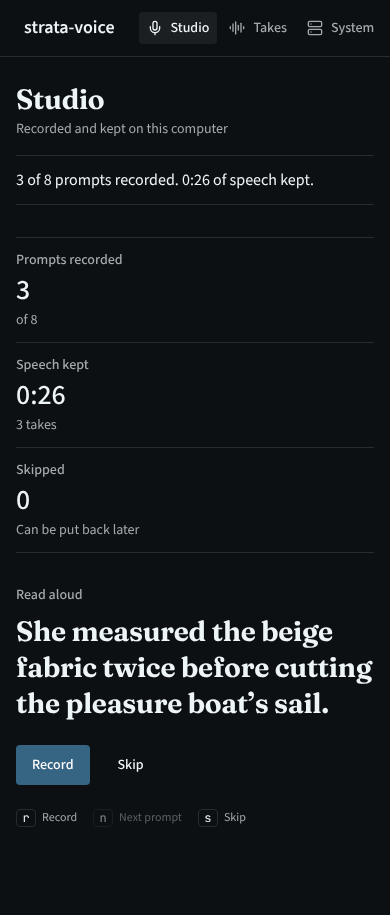 strata-voice
Studio
Takes
System
Studio
Recorded and kept on this computer
3 of 8 prompts recorded. 0:26 of speech kept.
Prompts recorded
3
of 8
Speech kept
0:26
3 takes
Skipped
0
Can be put back later
Read aloud
She measured the beige
fabric twice before cutting
the pleasure boat’s sail.
Record
Skip
r Record
n Next prompt
s Skip